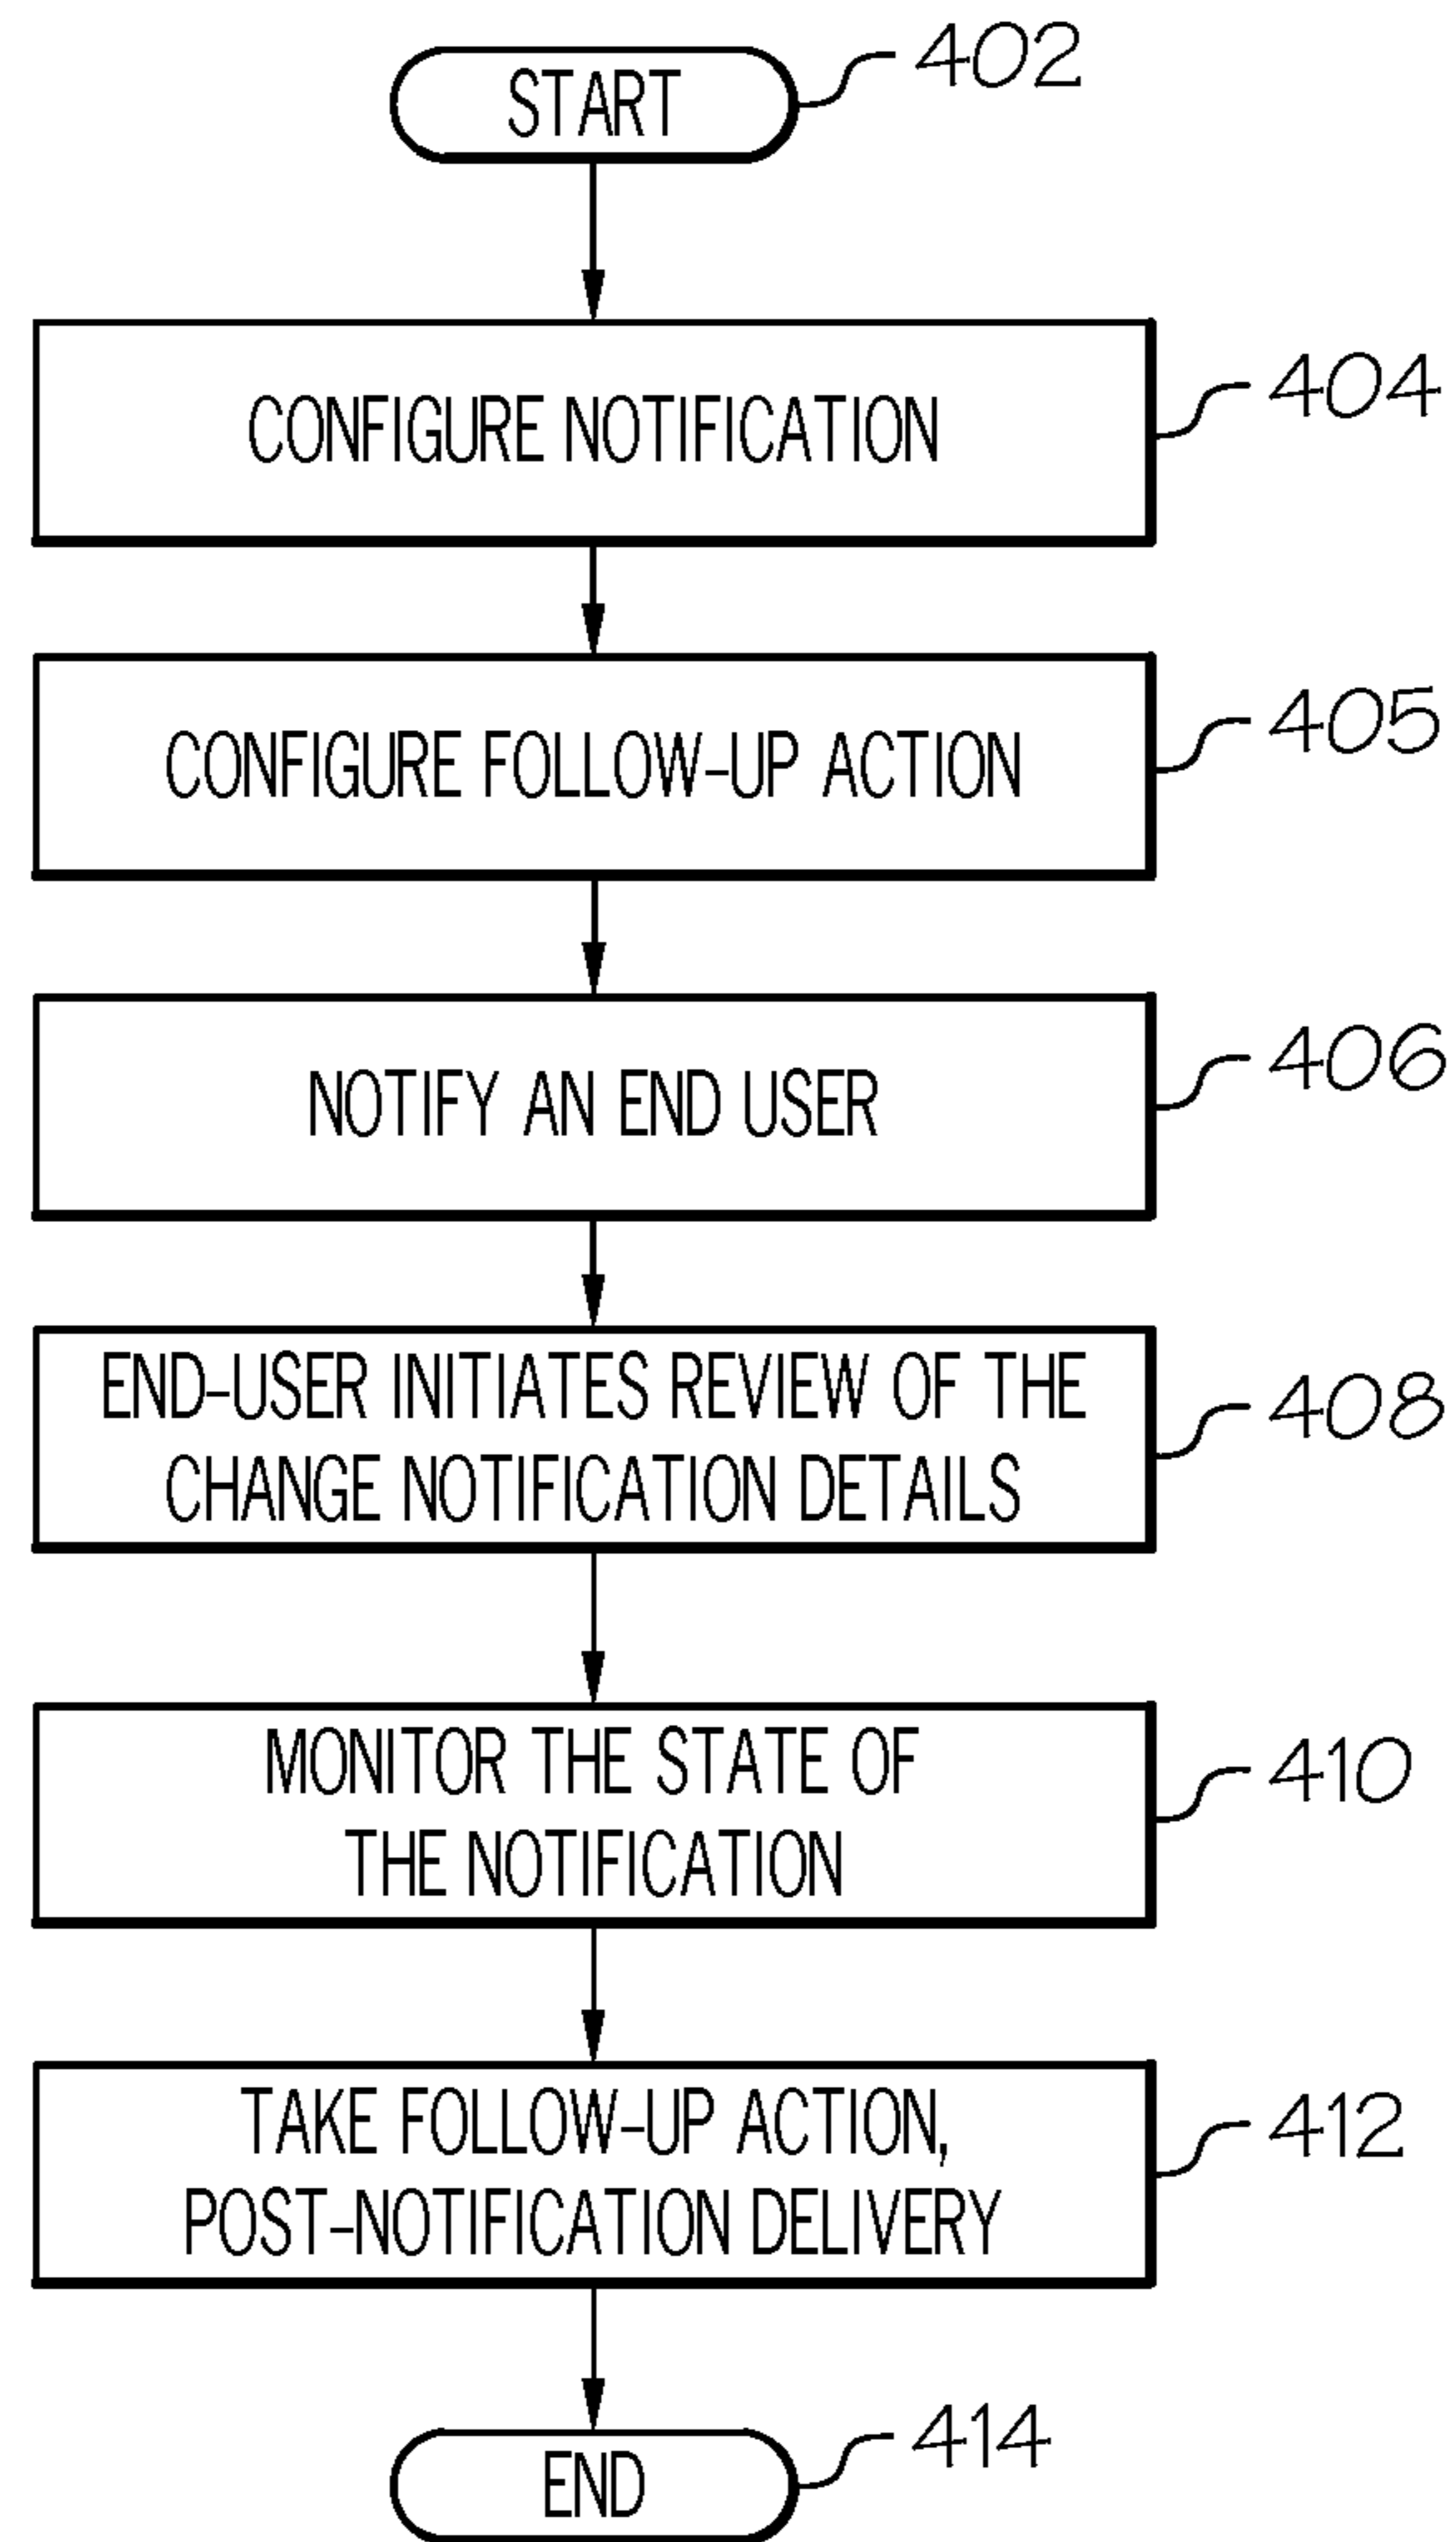 START
402
CONFIGURE NOTIFICATION
404
CONFIGURE FOLLOW-UP ACTION
405
NOTIFY AN END USER
406
END-USER INITIATES REVIEW OF THE
CHANGE NOTIFICATION DETAILS
408
MONITOR THE STATE OF
THE NOTIFICATION
410
TAKE FOLLOW-UP ACTION,
POST-NOTIFICATION DELIVERY
412
END
414